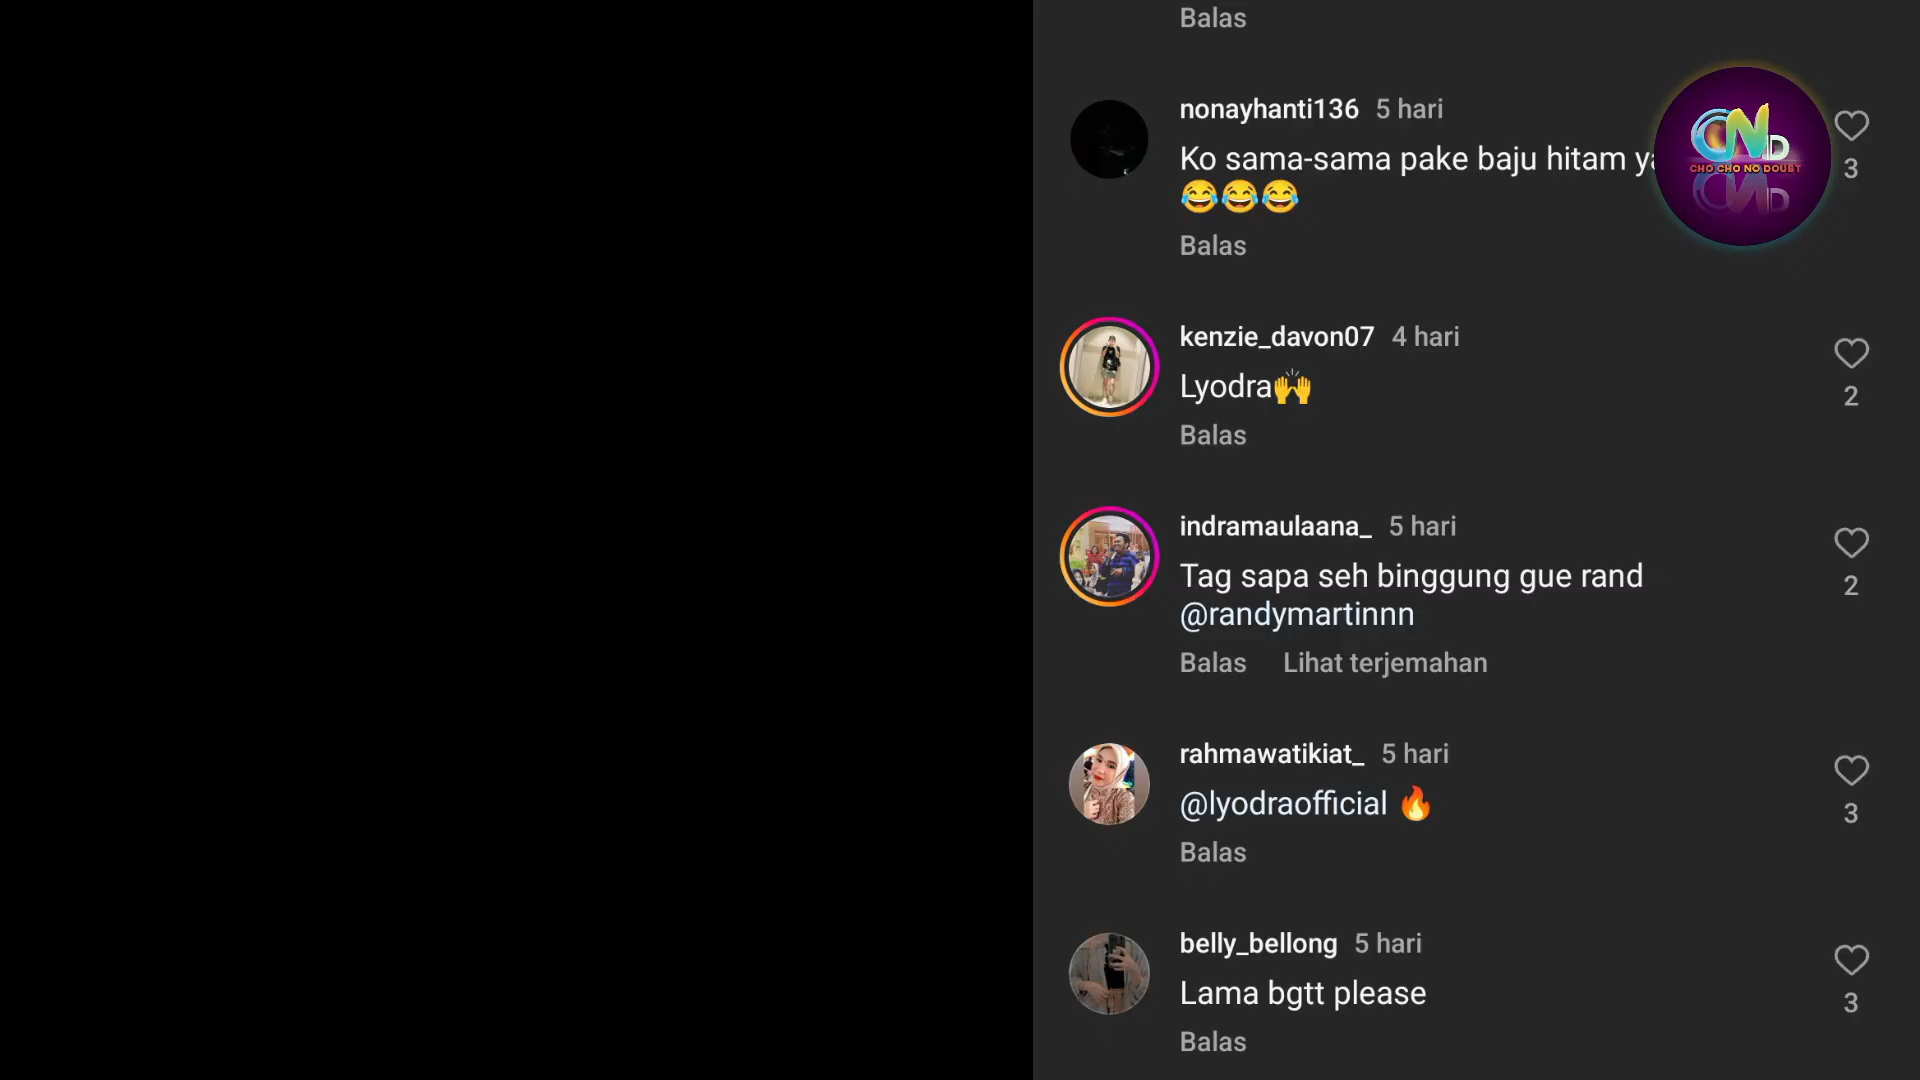 Balas
nonayhanti136 5 hari
Ko sama-sama pake baju hitam
😂😂😂
3
Balas
CND
CHO CHO NO DOUBT
kenzie_davon07 4 hari
Lyodra🙌
2
Balas
indramaulaana_ 5 hari
Tag sapa seh binggung gue rand
@randymartinnn
2
Balas Lihat terjemahan
rahmawatikiat_ 5 hari
@lyodraofficial 🔥
3
Balas
belly_bellong 5 hari
Lama bgtt please
3
Balas